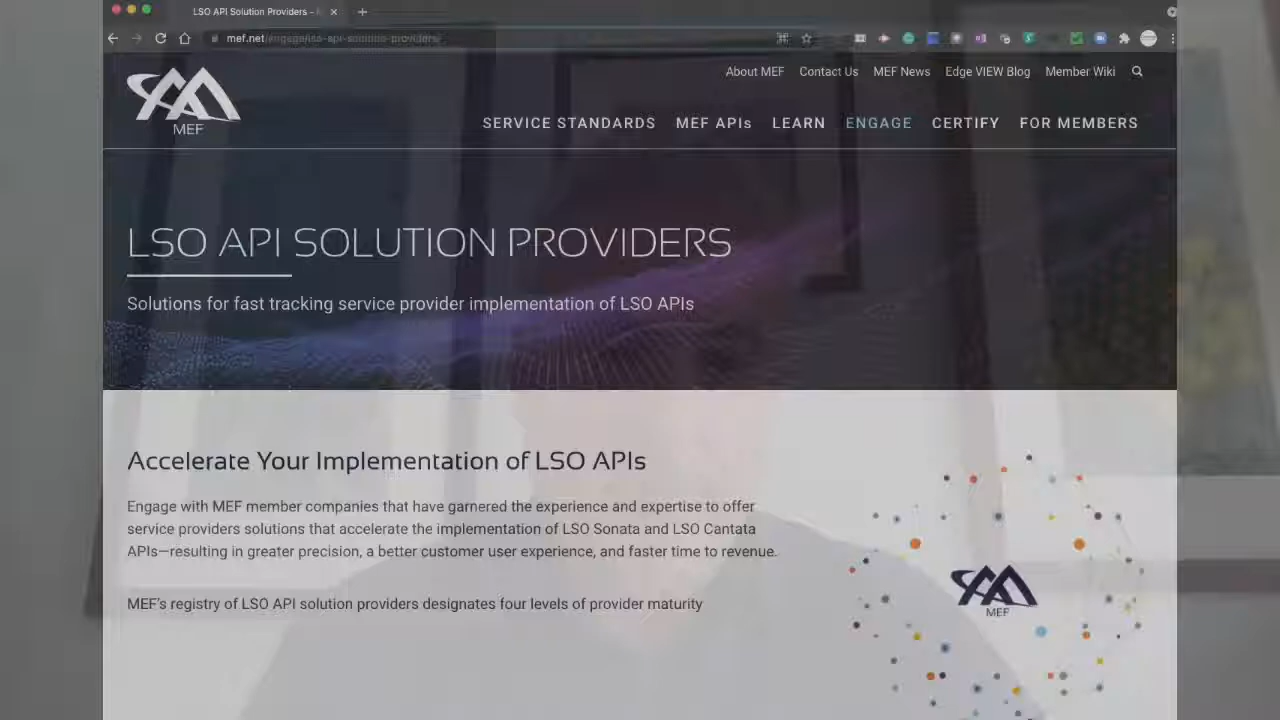 LSO API Solution Providers -
mef.net/engage/lso-api-solution-providers/
About MEF Contact Us MEF News Edge VIEW Blog Member Wiki
MEF
SERVICE STANDARDS MEF APIs LEARN ENGAGE CERTIFY FOR MEMBERS
LSO API SOLUTION PROVIDERS
Solutions for fast tracking service provider implementation of LSO APIs
Accelerate Your Implementation of LSO APIs
Engage with MEF member companies that have garnered the experience and expertise to offer
service providers solutions that accelerate the implementation of LSO Sonata and LSO Cantata
APIs—resulting in greater precision, a better customer user experience, and faster time to revenue.
MEF's registry of LSO API solution providers designates four levels of provider maturity
MEF